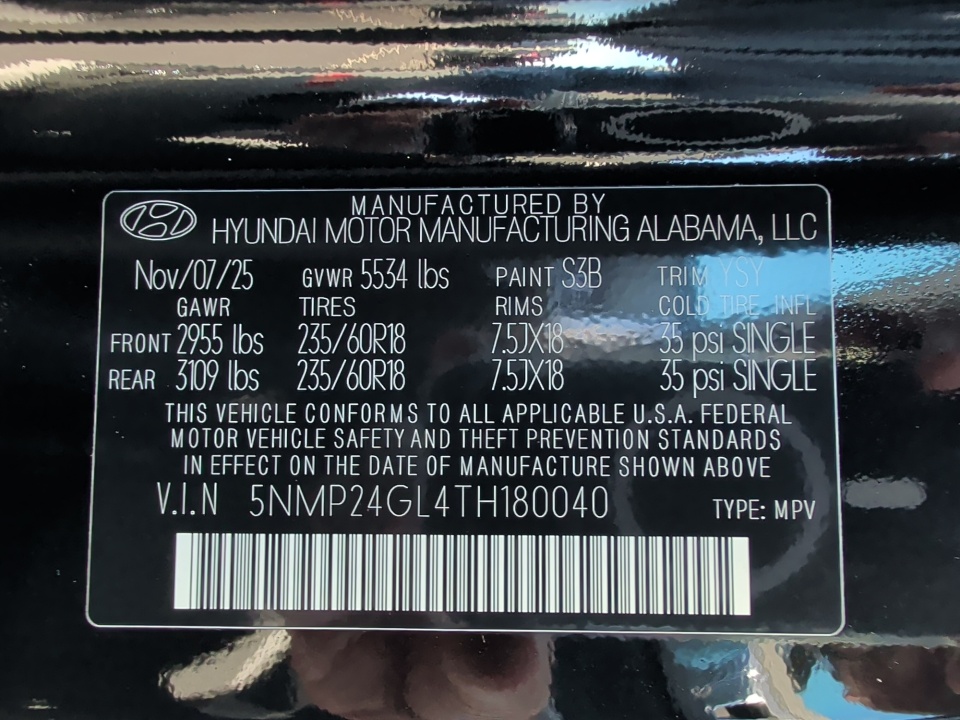 MANUFACTURED BY
HYUNDAI MOTOR MANUFACTURING ALABAMA, LLC
Nov/07/25 GVWR 5534 lbs PAINT S3B TRIM YSY
GAWR TIRES RIMS COLD TIRE INFL
FRONT 2955 lbs 235/60R18 7.5JX18 35 psi SINGLE
REAR 3109 lbs 235/60R18 7.5JX18 35 psi SINGLE
THIS VEHICLE CONFORMS TO ALL APPLICABLE U.S.A. FEDERAL
MOTOR VEHICLE SAFETY AND THEFT PREVENTION STANDARDS
IN EFFECT ON THE DATE OF MANUFACTURE SHOWN ABOVE
V.I.N 5NMP24GL4TH180040 TYPE: MPV